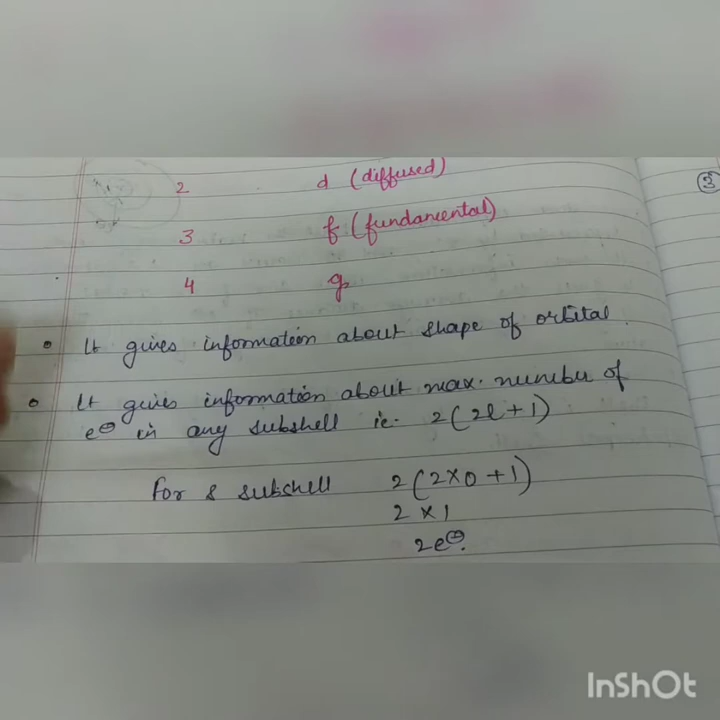 2 d (diffused)
3 f (fundamental)
4 g
③
• It gives information about shape of orbital.
• It gives information about max. number of
e⊖ in any subshell ie. 2(2l+1)
For s subshell 2(2×0+1)
2×1
2e⊖.
InShOt